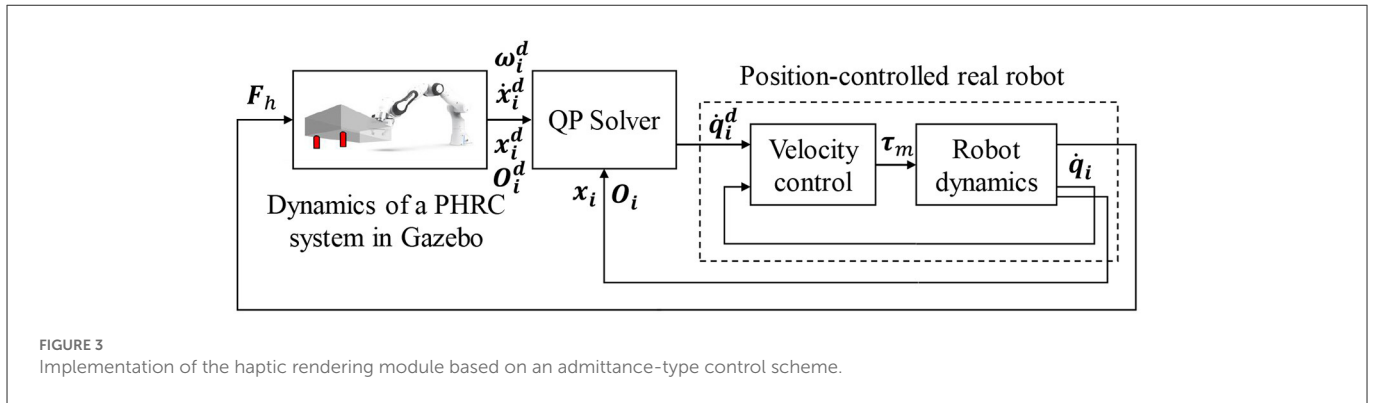 Position-controlled real robot
F_h
ω_i^d
ẋ_i^d
x_i^d
O_i^d
QP Solver
q̇_i^d
Velocity
control
τ_m
Robot
dynamics
q̇_i
x_i O_i
Dynamics of a PHRC
system in Gazebo
FIGURE 3
Implementation of the haptic rendering module based on an admittance-type control scheme.